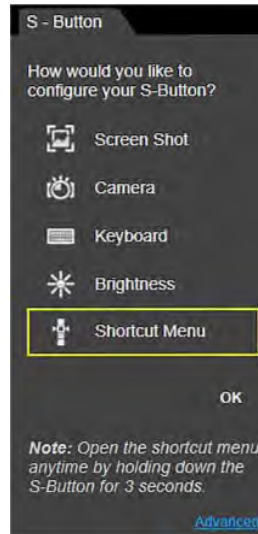 S - Button
How would you like to
configure your S-Button?
Screen Shot
Camera
Keyboard
Brightness
Shortcut Menu
OK
Note: Open the shortcut menu
anytime by holding down the
S-Button for 3 seconds.
Advanced